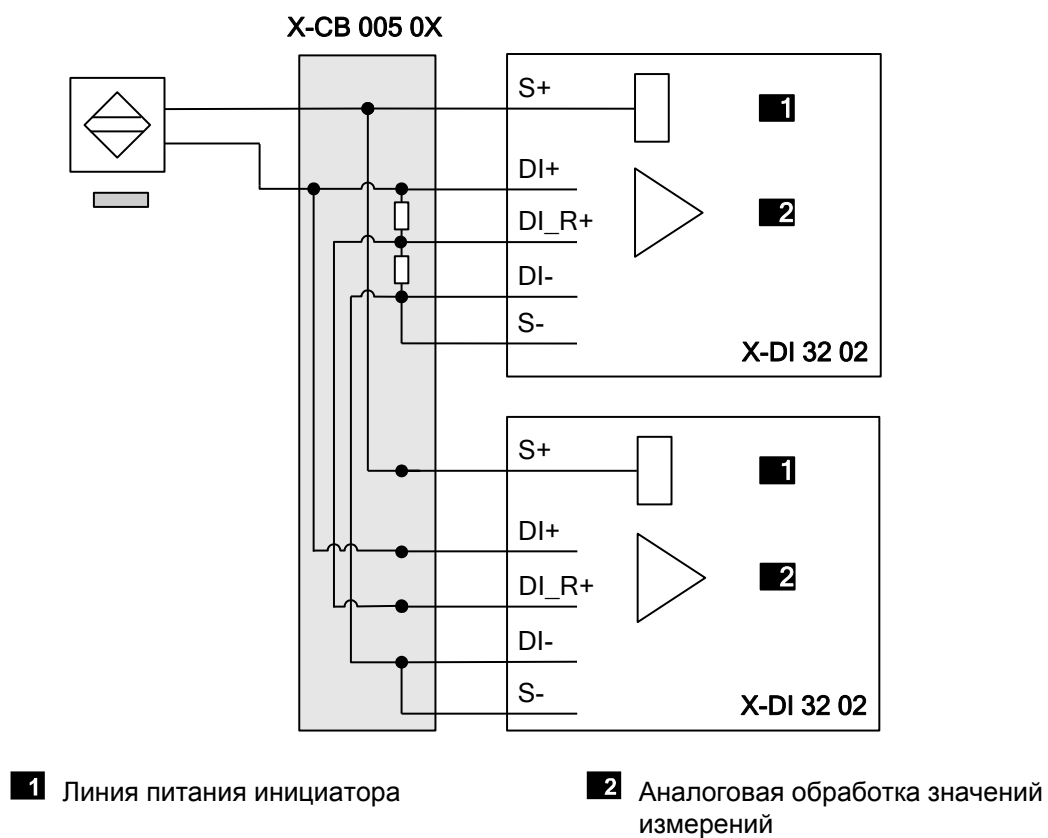 X-CB 005 0X
S+
1
DI+
2
DI_R+
DI-
S-
X-DI 32 02
S+
1
DI+
2
DI_R+
DI-
S-
X-DI 32 02
1 Линия питания инициатора
2 Аналоговая обработка значений
измерений